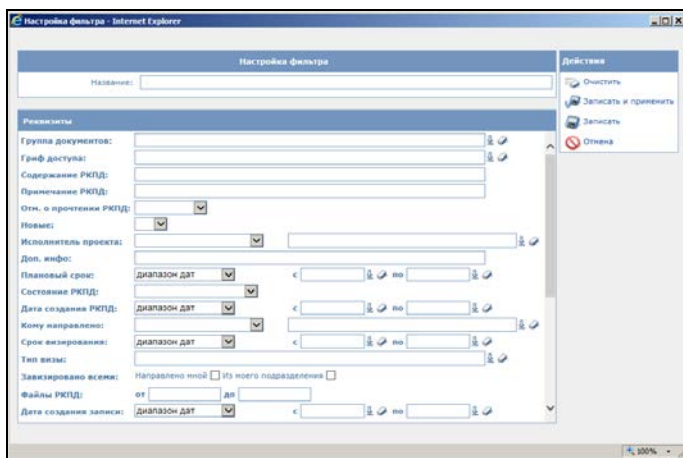 Настройка фильтра - Internet Explorer
Настройка фильтра
Действия
Название:
Очистить
Записать и применить
Записать
Отмена
Реквизиты
Группа документов:
Гриф доступа:
Содержание РКПД:
Примечание РКПД:
Отм. о прочтении РКПД:
Новые:
Исполнитель проекта:
Доп. инфо:
Плановый срок: диапазон дат с по
Состояние РКПД:
Дата создания РКПД: диапазон дат с по
Кому направлено:
Срок визирования: диапазон дат с по
Тип визы:
Завизировано всеми: Направлено мной Из моего подразделения
Файлы РКПД: от до
Дата создания записи: диапазон дат с по
100%